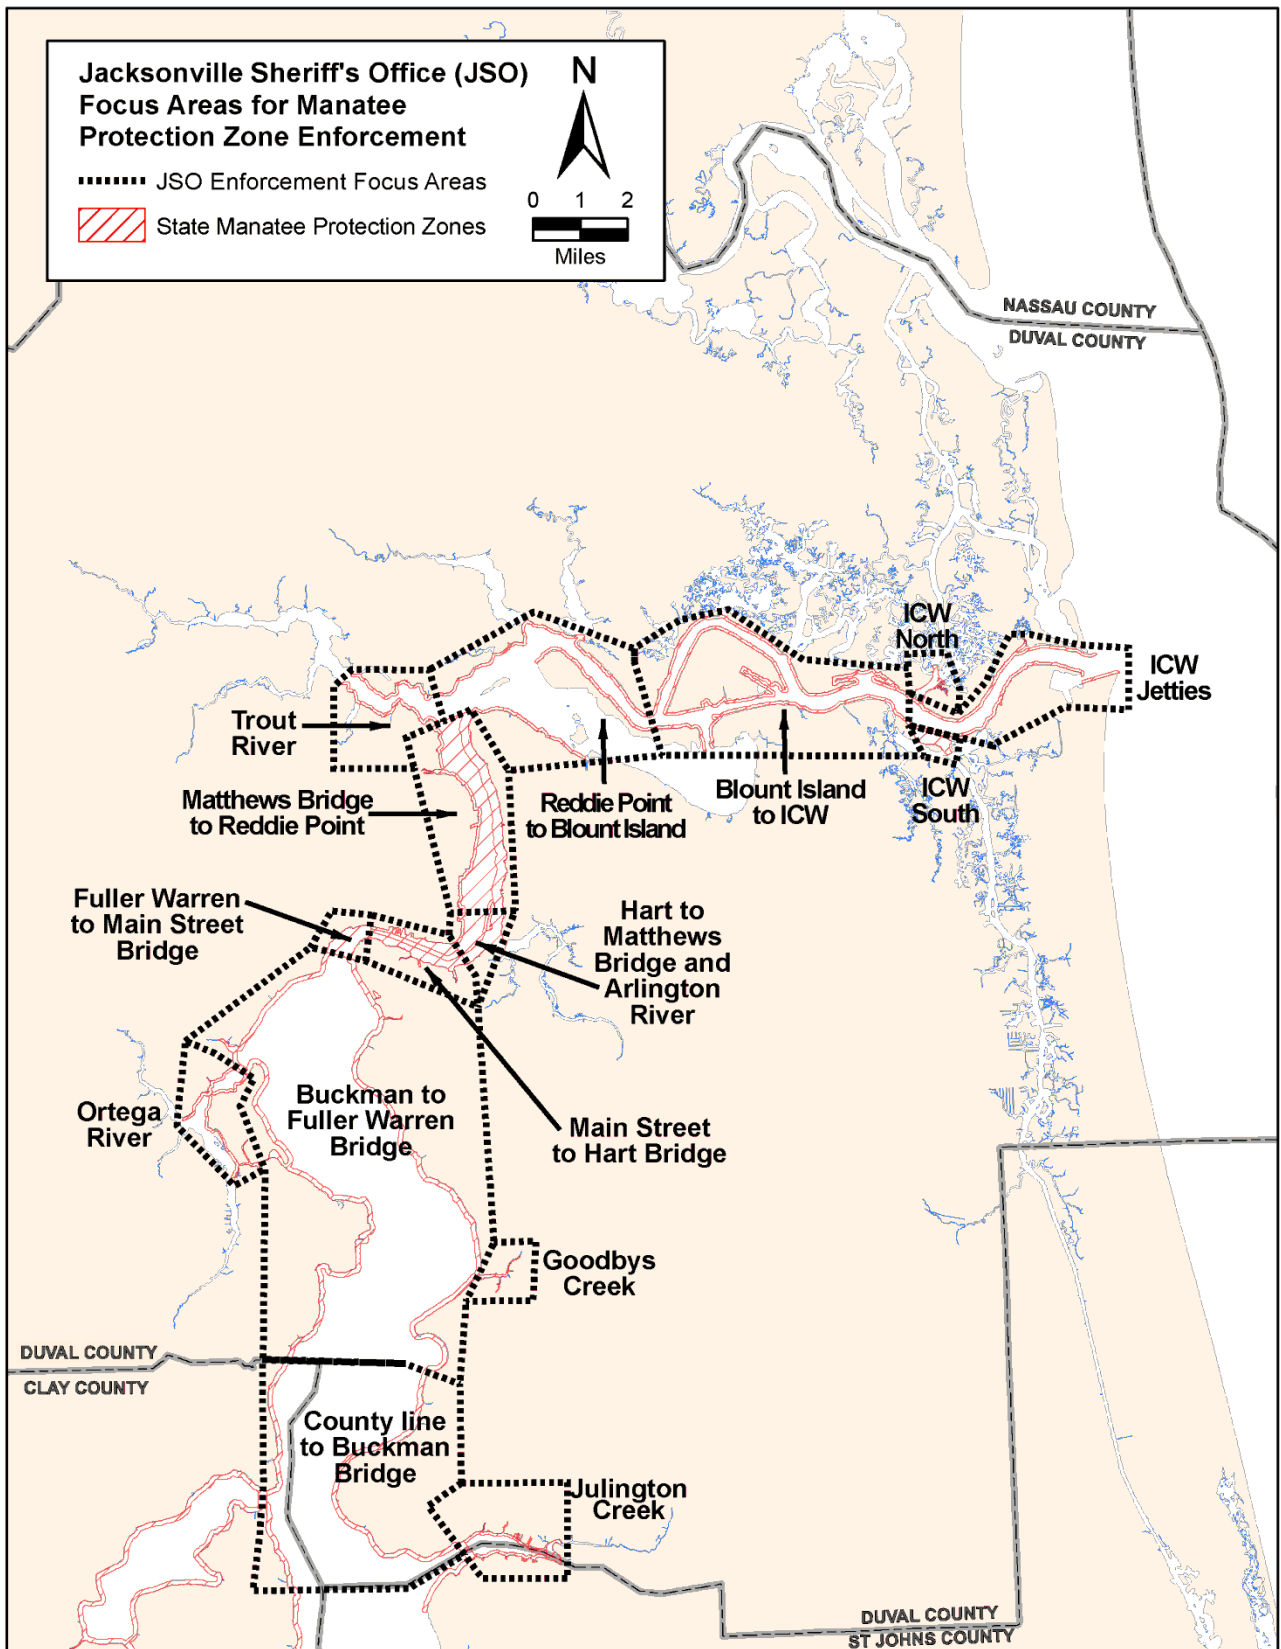 Jacksonville Sheriff's Office (JSO)
Focus Areas for Manatee
Protection Zone Enforcement
JSO Enforcement Focus Areas
State Manatee Protection Zones
N
0 1 2
Miles
NASSAU COUNTY
DUVAL COUNTY
ICW
North
ICW
Jetties
Trout
River
Matthews Bridge
to Reddie Point
Reddie Point
to Blount Island
Blount Island
to ICW
ICW
South
Fuller Warren
to Main Street
Bridge
Hart to
Matthews
Bridge and
Arlington
River
Ortega
River
Buckman to
Fuller Warren
Bridge
Main Street
to Hart Bridge
Goodbys
Creek
DUVAL COUNTY
CLAY COUNTY
County line
to Buckman
Bridge
Julington
Creek
DUVAL COUNTY
ST JOHNS COUNTY